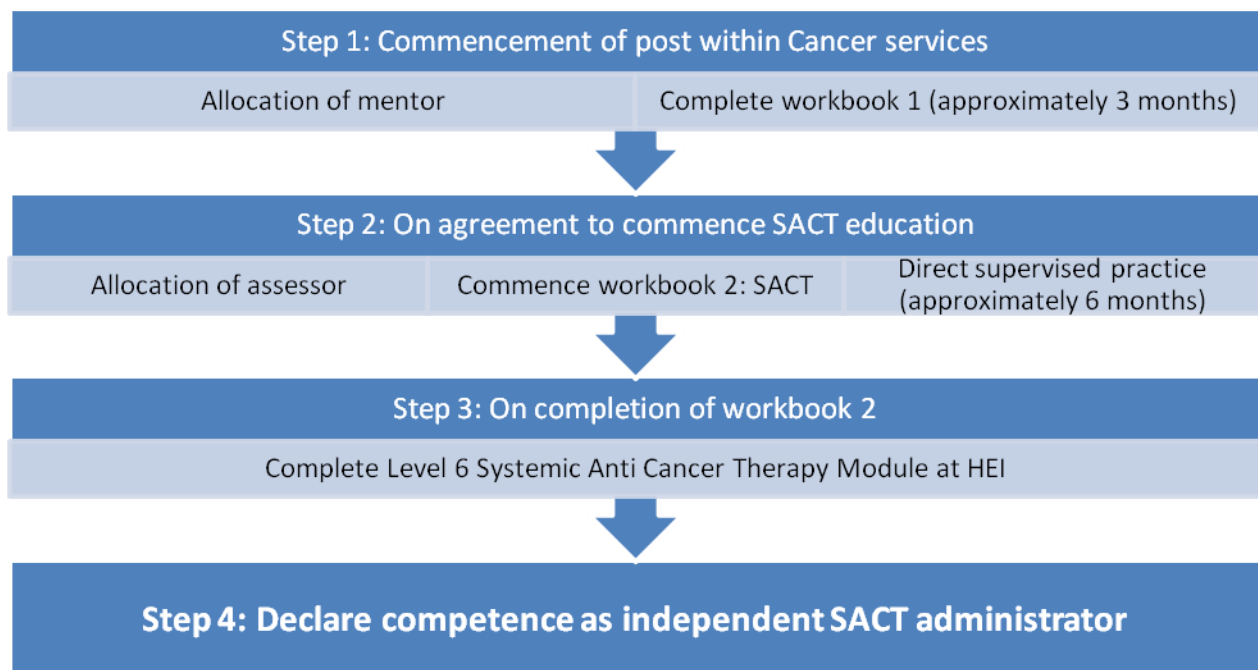 Step 1: Commencement of post within Cancer services
Allocation of mentor
Complete workbook 1 (approximately 3 months)
Step 2: On agreement to commence SACT education
Allocation of assessor
Commence workbook 2: SACT
Direct supervised practice
(approximately 6 months)
Step 3: On completion of workbook 2
Complete Level 6 Systemic Anti Cancer Therapy Module at HEI
Step 4: Declare competence as independent SACT administrator